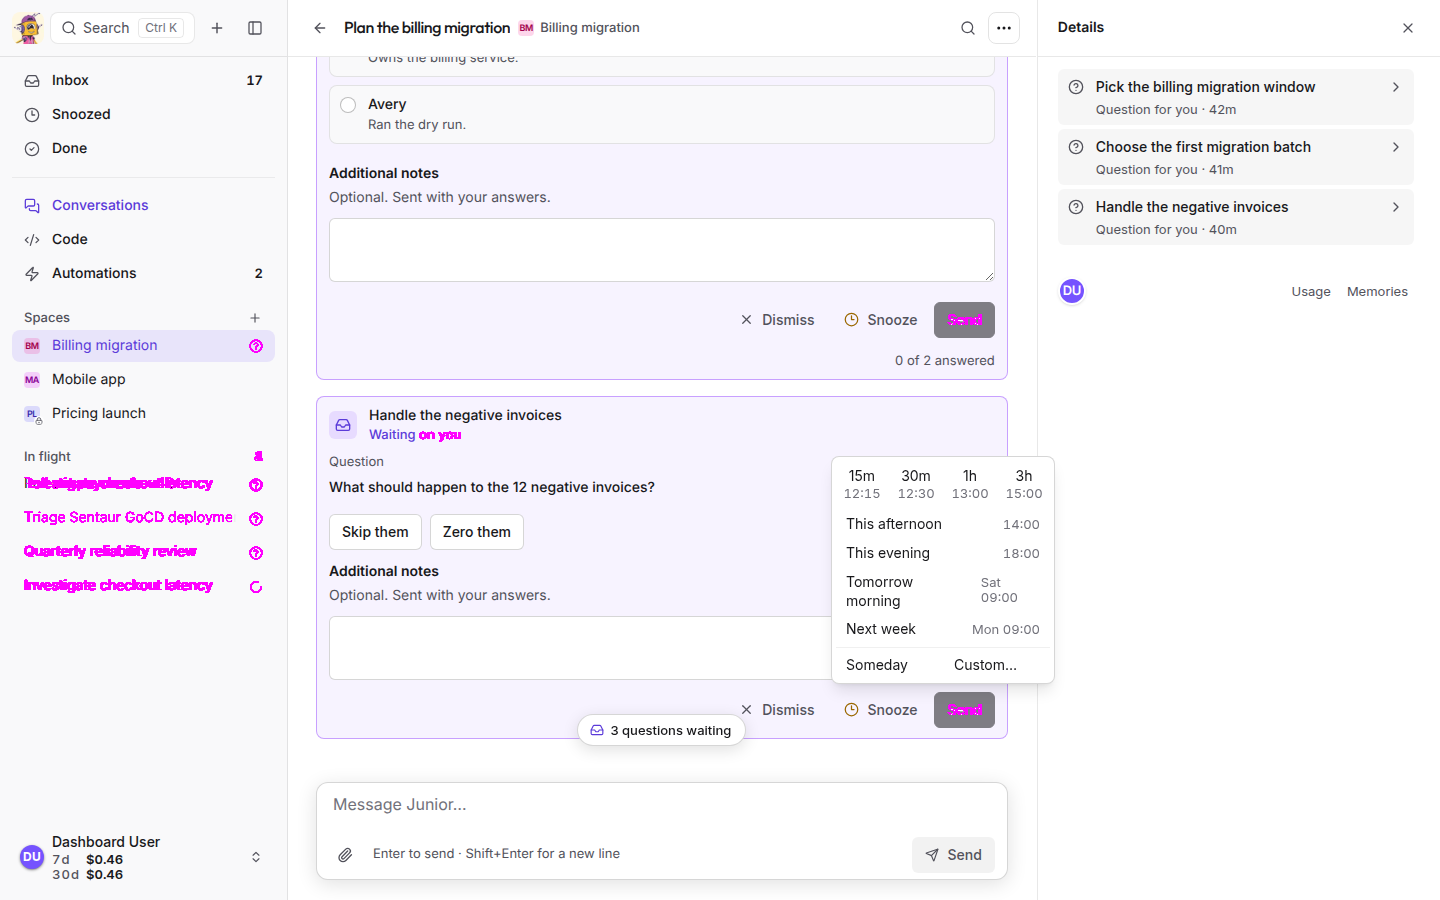 Search Ctrl K
Inbox 17
Snoozed
Done
Conversations
Code
Automations 2
Spaces
BM Billing migration
MA Mobile app
PL Pricing launch
In flight
Triage Sentaur GoCD deployme
Quarterly reliability review
Investigate checkout latency
DU Dashboard User
7d $0.46
30d $0.46
Plan the billing migration BM Billing migration
Owns the billing service.
Avery
Ran the dry run.
Additional notes
Optional. Sent with your answers.
Dismiss Snooze Send
0 of 2 answered
Handle the negative invoices
Waiting on you
Question
What should happen to the 12 negative invoices?
Skip them Zero them
Additional notes
Optional. Sent with your answers.
15m 30m 1h 3h
12:15 12:30 13:00 15:00
This afternoon 14:00
This evening 18:00
Tomorrow morning Sat 09:00
Next week Mon 09:00
Someday Custom...
Dismiss Snooze Send
3 questions waiting
Message Junior...
Enter to send · Shift+Enter for a new line
Send
Details
Pick the billing migration window
Question for you · 42m
Choose the first migration batch
Question for you · 41m
Handle the negative invoices
Question for you · 40m
DU Usage Memories